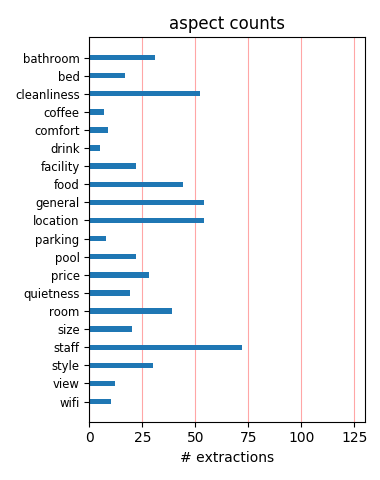 aspect counts
bathroom
bed
cleanliness
coffee
comfort
drink
facility
food
general
location
parking
pool
price
quietness
room
size
staff
style
view
wifi
0 25 50 75 100 125
# extractions